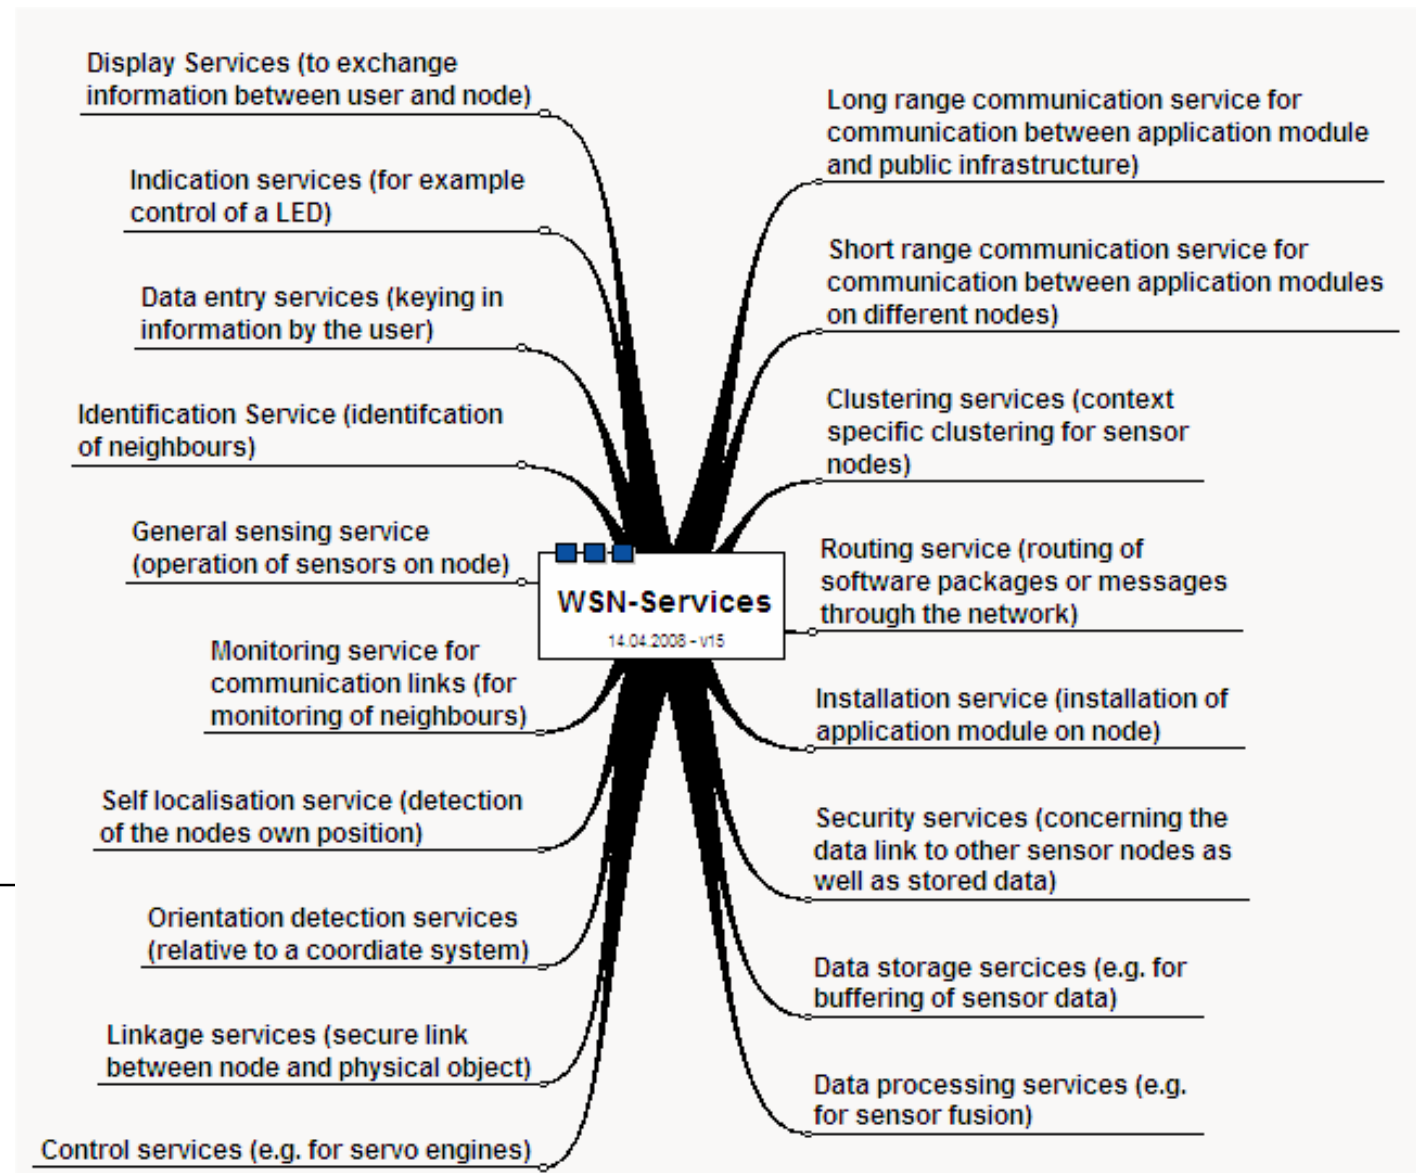 Display Services (to exchange
information between user and node)
Indication services (for example
control of a LED)
Data entry services (keying in
information by the user)
Identification Service (identifcation
of neighbours)
General sensing service
(operation of sensors on node)
Monitoring service for
communication links (for
monitoring of neighbours)
Self localisation service (detection
of the nodes own position)
Orientation detection services
(relative to a coordiate system)
Linkage services (secure link
between node and physical object)
Control services (e.g. for servo engines)
WSN-Services
14.04.2008 - v15
Long range communication service for
communication between application module
and public infrastructure)
Short range communication service for
communication between application modules
on different nodes)
Clustering services (context
specific clustering for sensor
nodes)
Routing service (routing of
software packages or messages
through the network)
Installation service (installation of
application module on node)
Security services (concerning the
data link to other sensor nodes as
well as stored data)
Data storage sercices (e.g. for
buffering of sensor data)
Data processing services (e.g.
for sensor fusion)